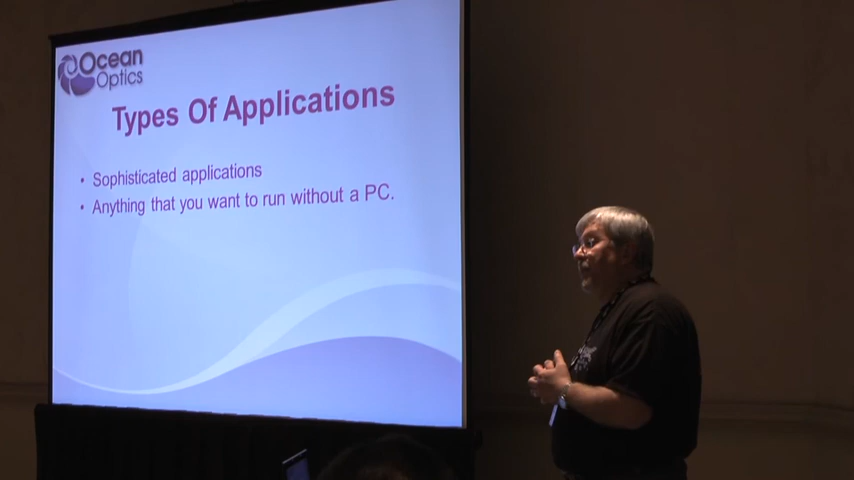 Ocean
Optics
Types Of Applications
• Sophisticated applications
• Anything that you want to run without a PC.